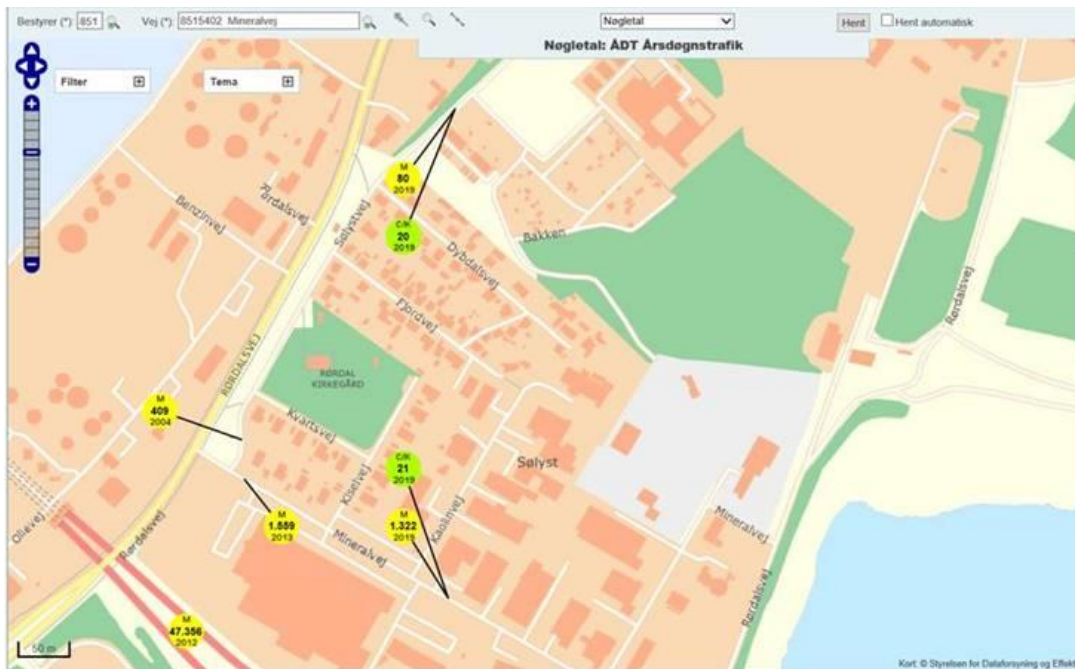 Bestyrer (*): 851
Vej (*): 8515402 Mineralvej
Nøgletal
Hent
Hent automatisk
Nøgletal: ÅDT Årsdøgnstrafik
Filter
Tema
M
80
2019
C/K
20
2019
Benzinvej
Rørdalsvej
Sølystvej
Dybdalsvej
Bakken
Rørdalsvej
Fjordvej
RØRDALSVEJ
RØRDAL
KIRKEGÅRD
M
409
2004
Kvartsvej
C/K
21
2019
Sølyst
Kiselvej
Kaolinvej
M
1.559
2013
M
1.322
2015
Mineralvej
Mineralvej
Olievej
Rørdalsvej
Rørdalsvej
M
47.356
2012
50 m
Kort: © Styrelsen for Dataforsyning og Effekt